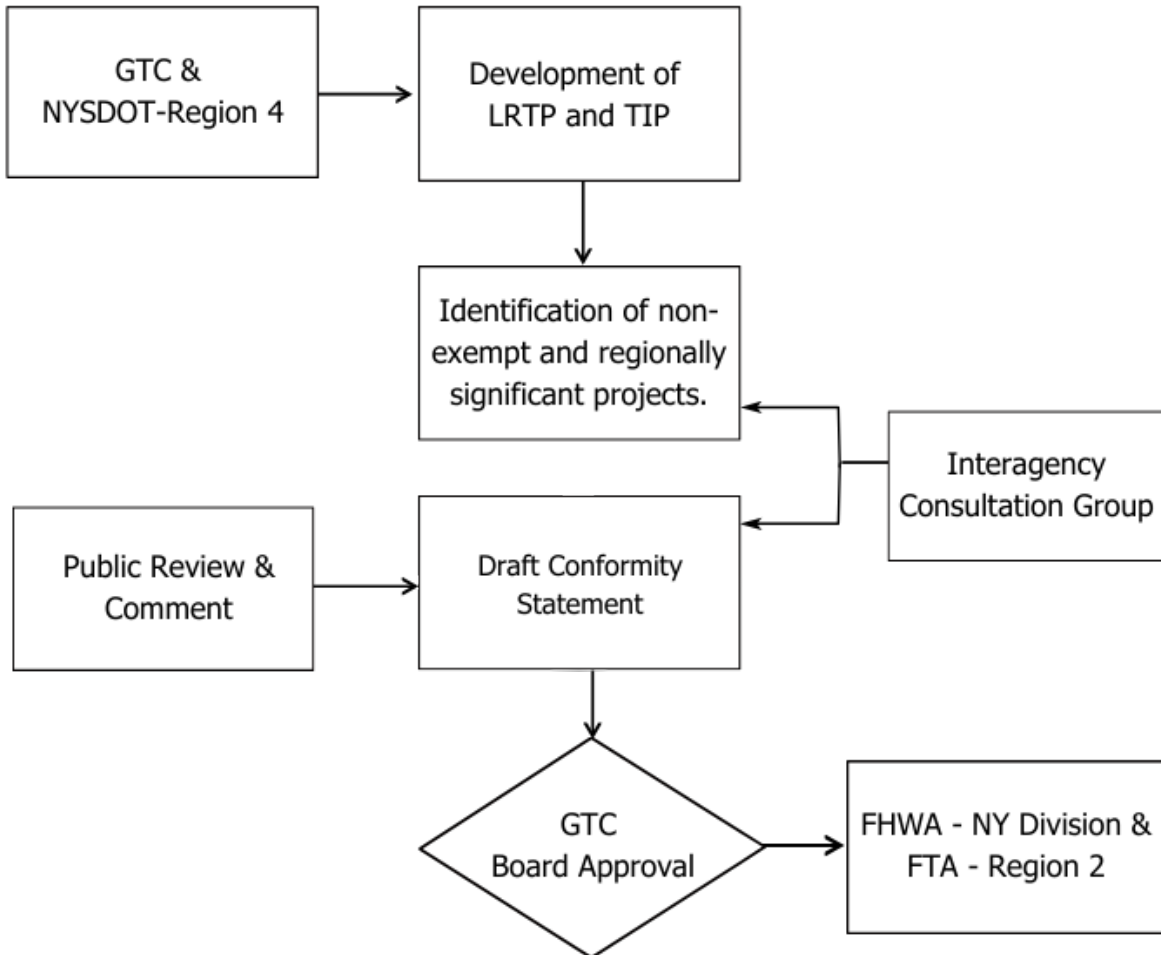 GTC &
NYSDOT-Region 4
Development of
LRTP and TIP
Identification of non-
exempt and regionally
significant projects.
Interagency
Consultation Group
Public Review &
Comment
Draft Conformity
Statement
GTC
Board Approval
FHWA - NY Division &
FTA - Region 2